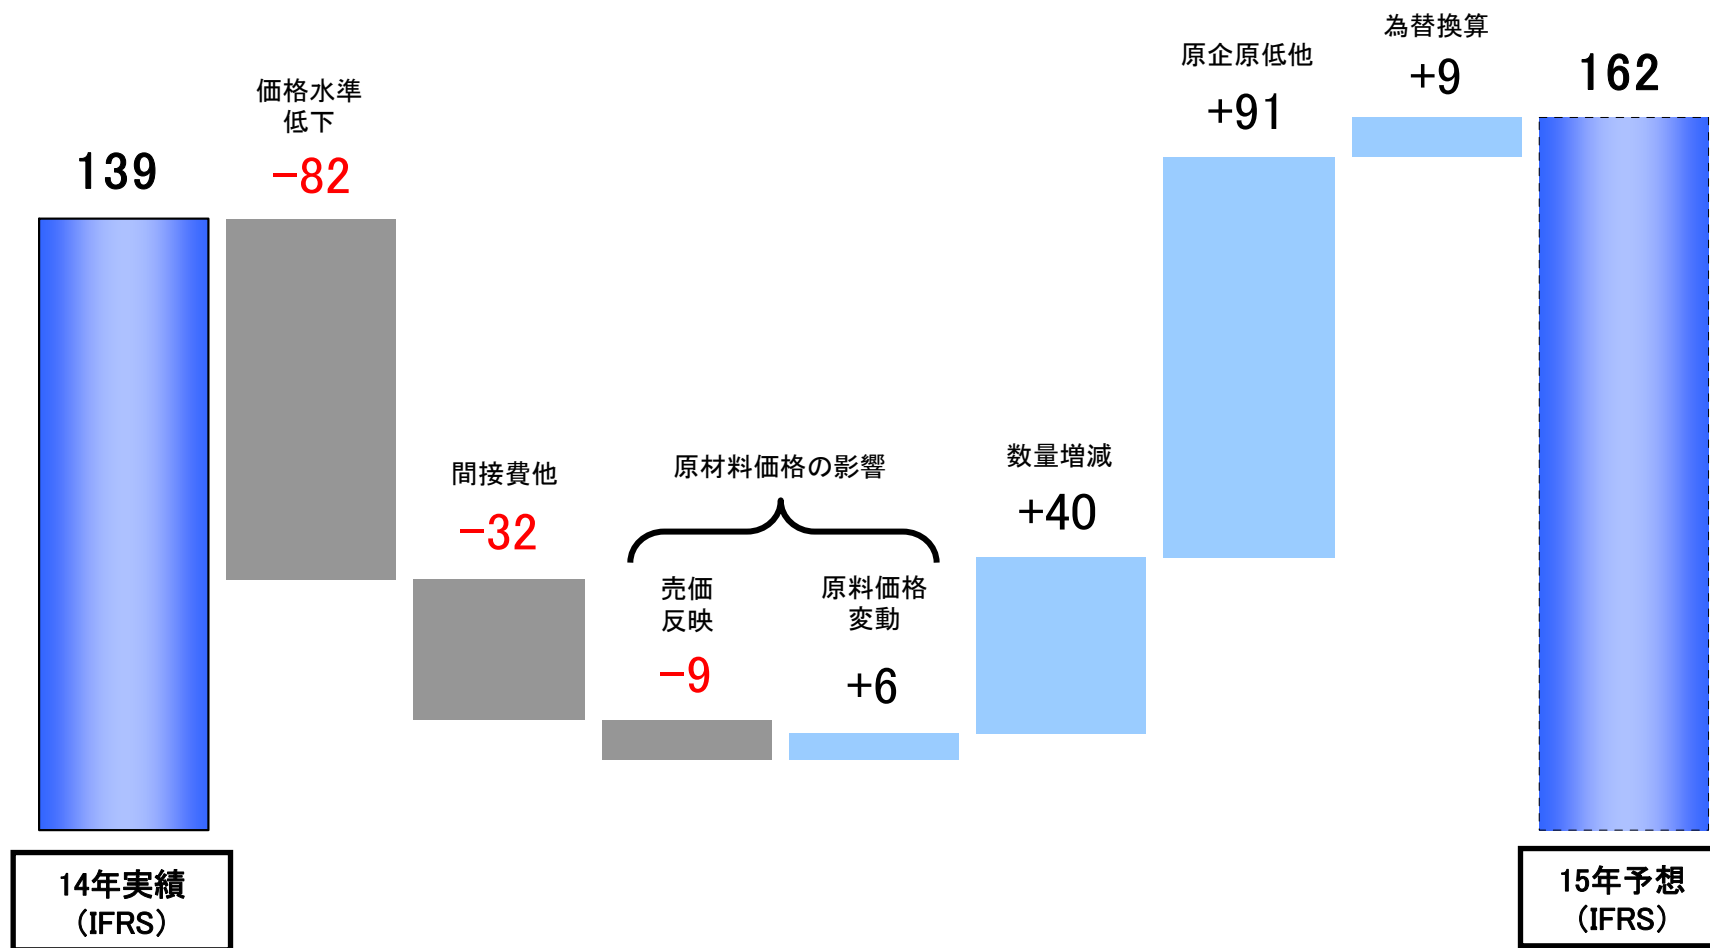 139
価格水準
低下
-82
間接費他
-32
原材料価格の影響
売価
反映
-9
原料価格
変動
+6
数量増減
+40
原企原低他
+91
為替換算
+9
162
14年実績
(IFRS)
15年予想
(IFRS)